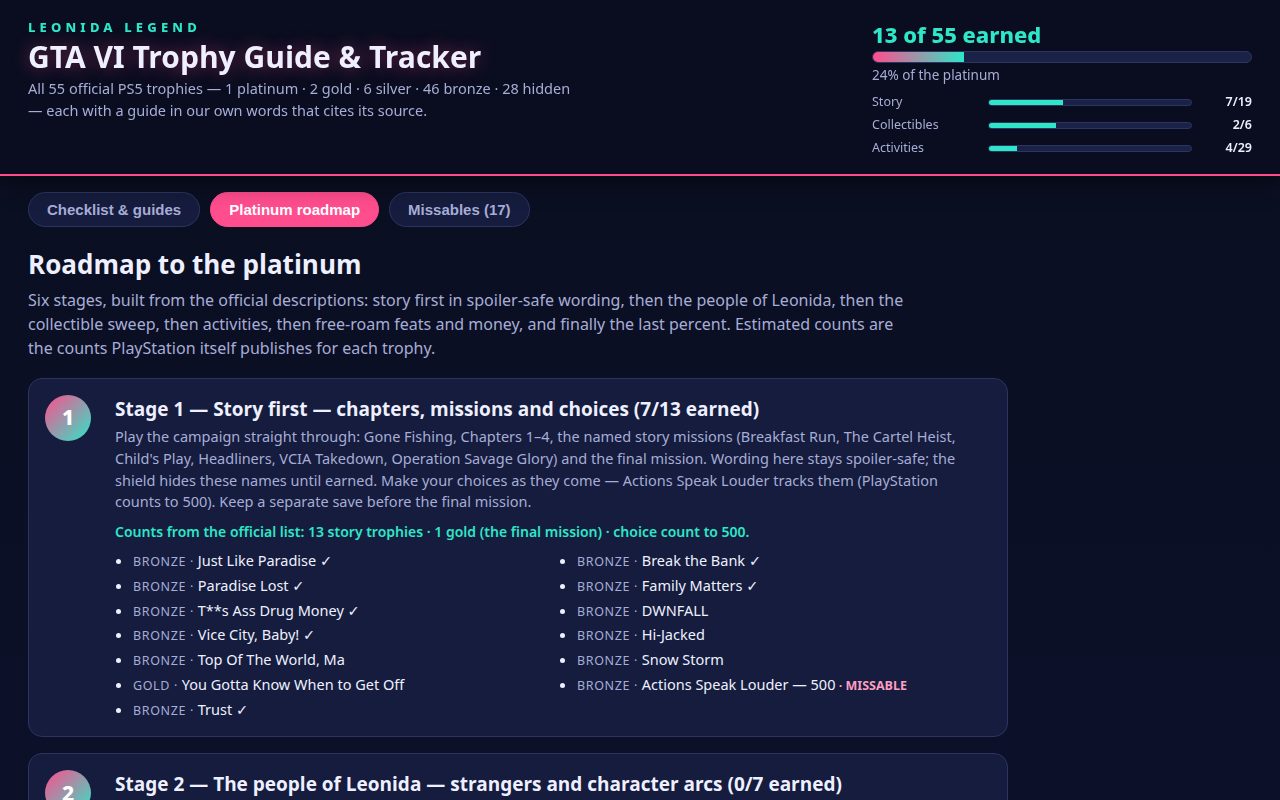 LEONIDA LEGEND
GTA VI Trophy Guide & Tracker
All 55 official PS5 trophies — 1 platinum · 2 gold · 6 silver · 46 bronze · 28 hidden
— each with a guide in our own words that cites its source.
13 of 55 earned
24% of the platinum
Story 7/19
Collectibles 2/6
Activities 4/29
Checklist & guides
Platinum roadmap
Missables (17)
Roadmap to the platinum
Six stages, built from the official descriptions: story first in spoiler-safe wording, then the people of Leonida, then the
collectible sweep, then activities, then free-roam feats and money, and finally the last percent. Estimated counts are
the counts PlayStation itself publishes for each trophy.
1
Stage 1 — Story first — chapters, missions and choices (7/13 earned)
Play the campaign straight through: Gone Fishing, Chapters 1–4, the named story missions (Breakfast Run, The Cartel Heist,
Child's Play, Headliners, VCIA Takedown, Operation Savage Glory) and the final mission. Wording here stays spoiler-safe; the
shield hides these names until earned. Make your choices as they come — Actions Speak Louder tracks them (PlayStation
counts to 500). Keep a separate save before the final mission.
Counts from the official list: 13 story trophies · 1 gold (the final mission) · choice count to 500.
• BRONZE · Just Like Paradise ✓
• BRONZE · Paradise Lost ✓
• BRONZE · T**s Ass Drug Money ✓
• BRONZE · Vice City, Baby! ✓
• BRONZE · Top Of The World, Ma
• GOLD · You Gotta Know When to Get Off
• BRONZE · Trust ✓
• BRONZE · Break the Bank ✓
• BRONZE · Family Matters ✓
• BRONZE · DWNFALL
• BRONZE · Hi-Jacked
• BRONZE · Snow Storm
• BRONZE · Actions Speak Louder — 500 · MISSABLE
2
Stage 2 — The people of Leonida — strangers and character arcs (0/7 earned)